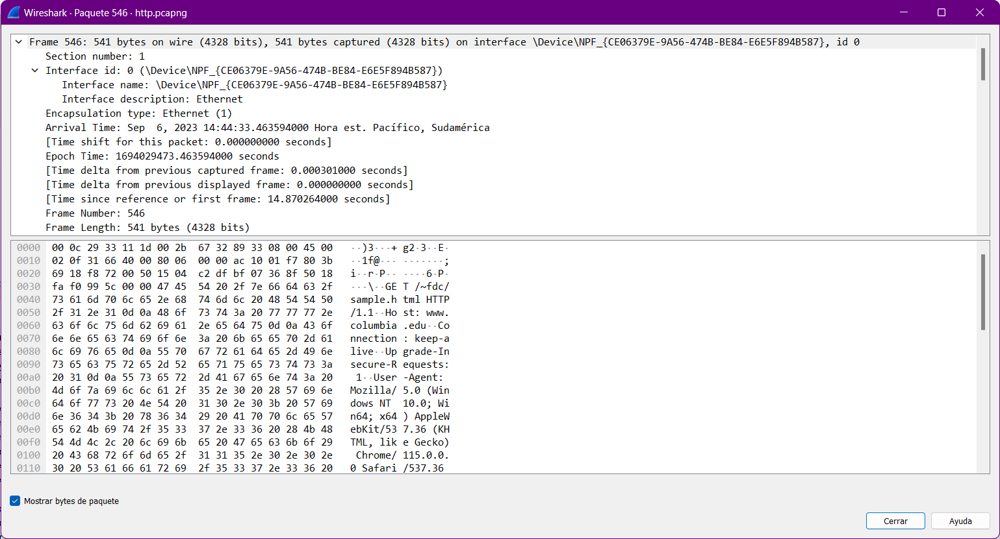 Wireshark · Paquete 546 · http.pcapng
Frame 546: 541 bytes on wire (4328 bits), 541 bytes captured (4328 bits) on interface \Device\NPF_{CE06379E-9A56-474B-BE84-E6E5F894B587}, id 0
Section number: 1
Interface id: 0 (\Device\NPF_{CE06379E-9A56-474B-BE84-E6E5F894B587})
Interface name: \Device\NPF_{CE06379E-9A56-474B-BE84-E6E5F894B587}
Interface description: Ethernet
Encapsulation type: Ethernet (1)
Arrival Time: Sep  6, 2023 14:44:33.463594000 Hora est. Pacífico, Sudamérica
[Time shift for this packet: 0.000000000 seconds]
Epoch Time: 1694029473.463594000 seconds
[Time delta from previous captured frame: 0.000301000 seconds]
[Time delta from previous displayed frame: 0.000000000 seconds]
[Time since reference or first frame: 14.870264000 seconds]
Frame Number: 546
Frame Length: 541 bytes (4328 bits)
0000 00 0c 29 33 11 1d 00 2b 67 32 89 33 08 00 45 00 ··)3···+ g2·3··E·
0010 02 0f 31 66 40 00 80 06 00 00 ac 10 01 f7 80 3b ··1f@··· ·······;
0020 69 18 f8 72 00 50 15 04 c2 df bf 07 36 8f 50 18 i··r·P·· ····6·P·
0030 fa f0 99 5c 00 00 47 45 54 20 2f 7e 66 64 63 2f ···\··GE T /~fdc/
0040 73 61 6d 70 6c 65 2e 68 74 6d 6c 20 48 54 54 50 sample.h tml HTTP
0050 2f 31 2e 31 0d 0a 48 6f 73 74 3a 20 77 77 77 2e /1.1··Ho st: www.
0060 63 6f 6c 75 6d 62 69 61 2e 65 64 75 0d 0a 43 6f columbia .edu··Co
0070 6e 6e 65 63 74 69 6f 6e 3a 20 6b 65 65 70 2d 61 nnection : keep-a
0080 6c 69 76 65 0d 0a 55 70 67 72 61 64 65 2d 49 6e live··Up grade-In
0090 73 65 63 75 72 65 2d 52 65 71 75 65 73 74 73 3a secure-R equests:
00a0 20 31 0d 0a 55 73 65 72 2d 41 67 65 6e 74 3a 20 1··User -Agent:
00b0 4d 6f 7a 69 6c 6c 61 2f 35 2e 30 20 28 57 69 6e Mozilla/ 5.0 (Win
00c0 64 6f 77 73 20 4e 54 20 31 30 2e 30 3b 20 57 69 dows NT 10.0; Wi
00d0 6e 36 34 3b 20 78 36 34 29 20 41 70 70 6c 65 57 n64; x64 ) AppleW
00e0 65 62 4b 69 74 2f 35 33 37 2e 33 36 20 28 4b 48 ebKit/53 7.36 (KH
00f0 54 4d 4c 2c 20 6c 69 6b 65 20 47 65 63 6b 6f 29 TML, lik e Gecko)
0100 20 43 68 72 6f 6d 65 2f 31 31 35 2e 30 2e 30 2e Chrome/ 115.0.0.
0110 30 20 53 61 66 61 72 69 2f 35 33 37 2e 33 36 20 0 Safari /537.36
Mostrar bytes de paquete
Cerrar
Ayuda